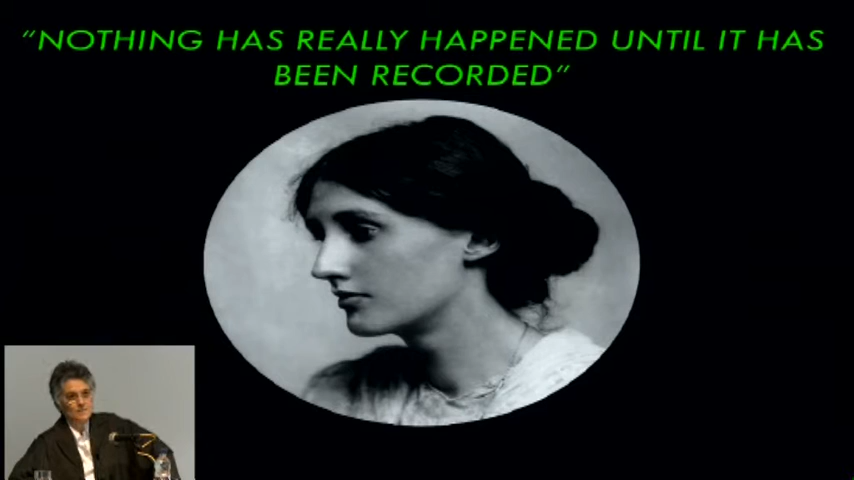 “NOTHING HAS REALLY HAPPENED UNTIL IT HAS
BEEN RECORDED”